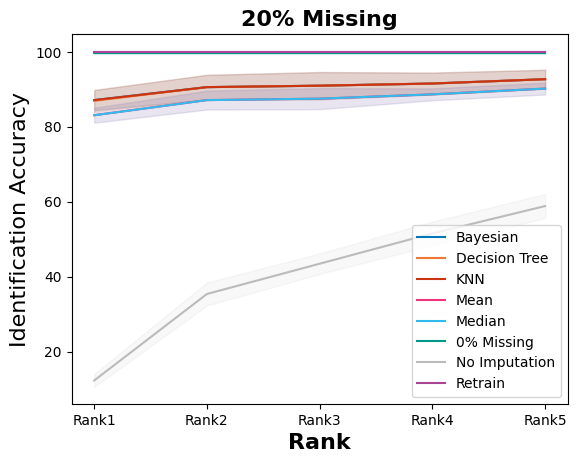 20% Missing
Identification Accuracy
100
80
60
40
20
Bayesian
Decision Tree
KNN
Mean
Median
0% Missing
No Imputation
Retrain
Rank1 Rank2 Rank3 Rank4 Rank5
Rank